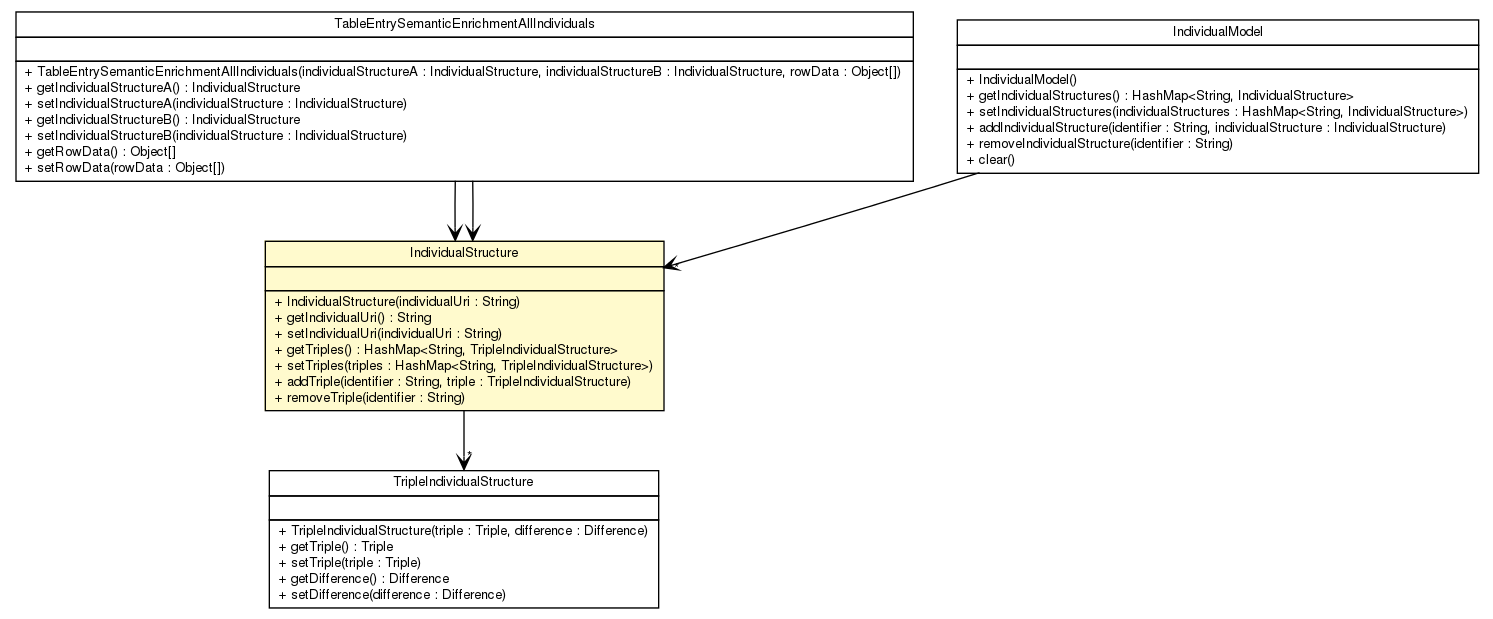 TableEntrySemanticEnrichmentAllIndividuals
+ TableEntrySemanticEnrichmentAllIndividuals(individualStructureA : IndividualStructure, individualStructureB : IndividualStructure, rowData : Object[])
+ getIndividualStructureA() : IndividualStructure
+ setIndividualStructureA(individualStructure : IndividualStructure)
+ getIndividualStructureB() : IndividualStructure
+ setIndividualStructureB(individualStructure : IndividualStructure)
+ getRowData() : Object[]
+ setRowData(rowData : Object[])
IndividualModel
+ IndividualModel()
+ getIndividualStructures() : HashMap<String, IndividualStructure>
+ setIndividualStructures(individualStructures : HashMap<String, IndividualStructure>)
+ addIndividualStructure(identifier : String, individualStructure : IndividualStructure)
+ removeIndividualStructure(identifier : String)
+ clear()
*
IndividualStructure
+ IndividualStructure(individualUri : String)
+ getIndividualUri() : String
+ setIndividualUri(individualUri : String)
+ getTriples() : HashMap<String, TripleIndividualStructure>
+ setTriples(triples : HashMap<String, TripleIndividualStructure>)
+ addTriple(identifier : String, triple : TripleIndividualStructure)
+ removeTriple(identifier : String)
*
TripleIndividualStructure
+ TripleIndividualStructure(triple : Triple, difference : Difference)
+ getTriple() : Triple
+ setTriple(triple : Triple)
+ getDifference() : Difference
+ setDifference(difference : Difference)